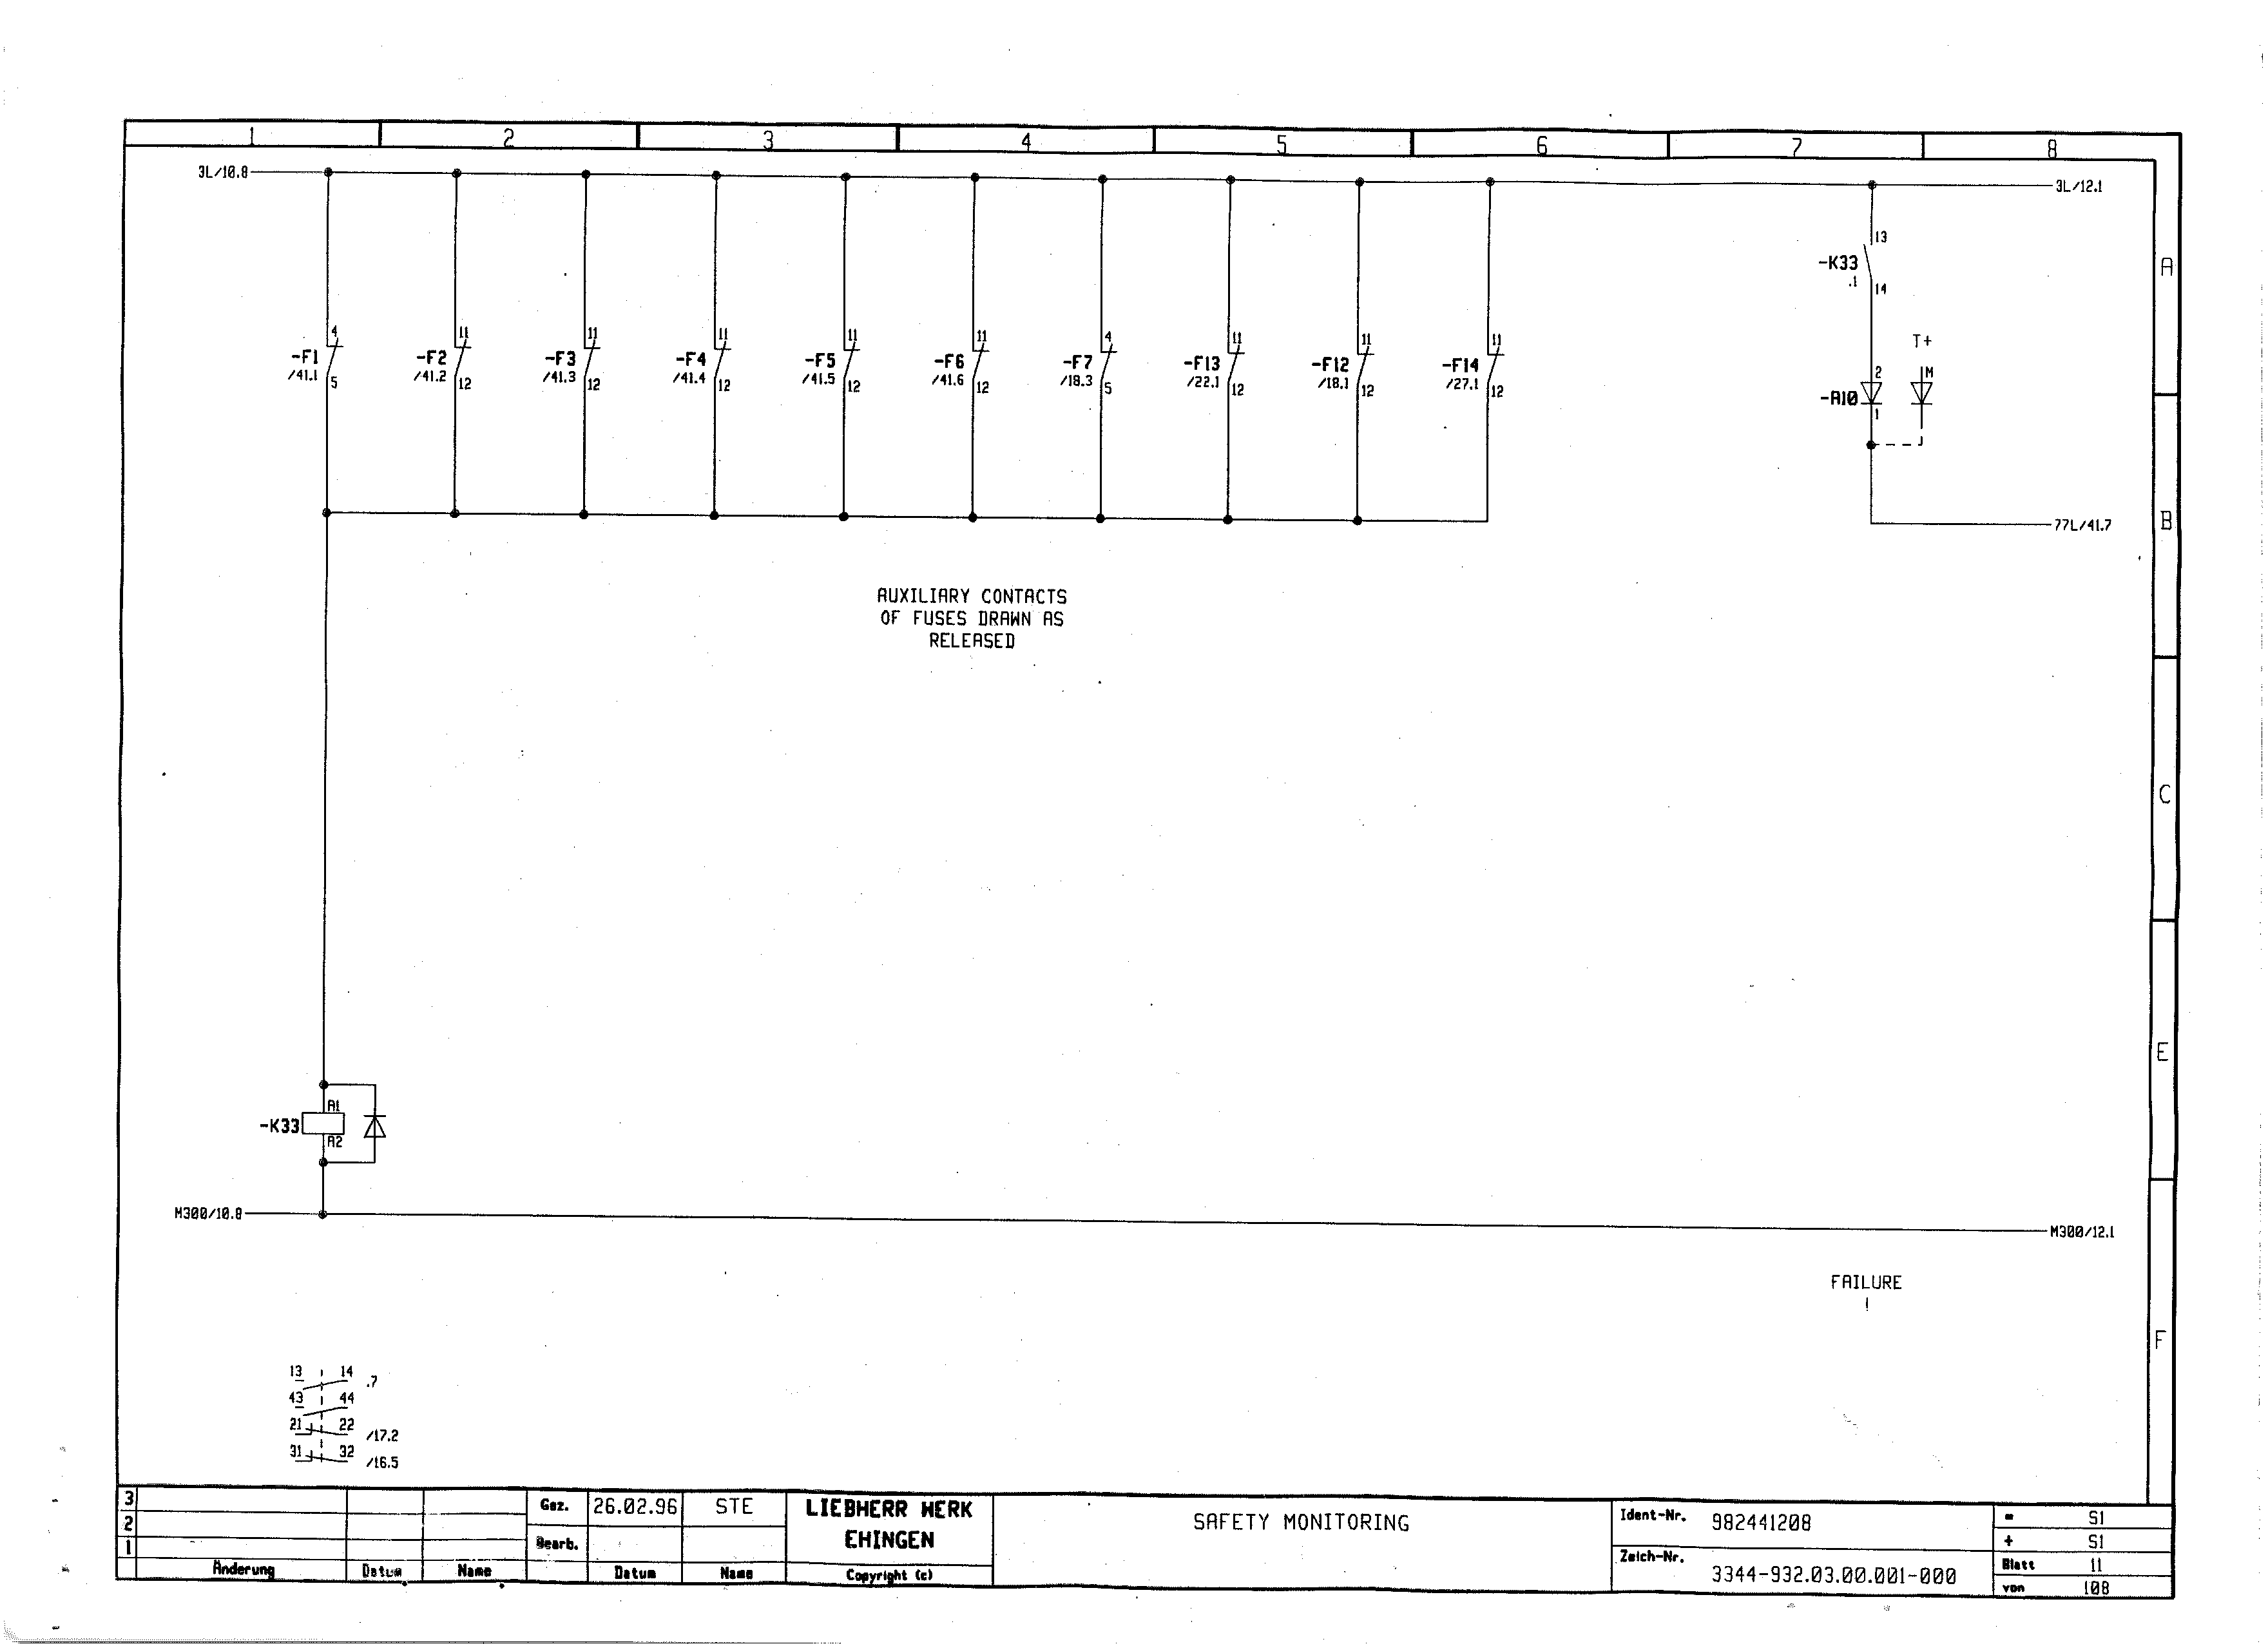 1 2 3 4 5 6 7 8
3L/10.8
3L/12.1
13
-K33
.1
14
A
4
-F1
/41.1
5
11
-F2
/41.2
12
11
-F3
/41.3
12
11
-F4
/41.4
12
11
-F5
/41.5
12
11
-F6
/41.6
12
4
-F7
/18.3
5
11
-F13
/22.1
12
11
-F12
/18.1
12
11
-F14
/27.1
12
T+
2
M
-A10
1
77L/41.7
B
AUXILIARY CONTACTS
OF FUSES DRAWN AS
RELEASED
C
E
A1
-K33
A2
M300/10.8
M300/12.1
FAILURE
!
F
13 14 .7
43 44
21 22 /17.2
31 32 /16.5
3
2
1
Änderung Datum Name
Gez. 26.02.96 STE
Bearb.
Datum Name
LIEBHERR WERK
EHINGEN
Copyright (c)
SAFETY MONITORING
Ident-Nr. 982441208
Zeich-Nr. 3344-932.03.00.001-000
= S1
+ S1
Blatt 11
von 108